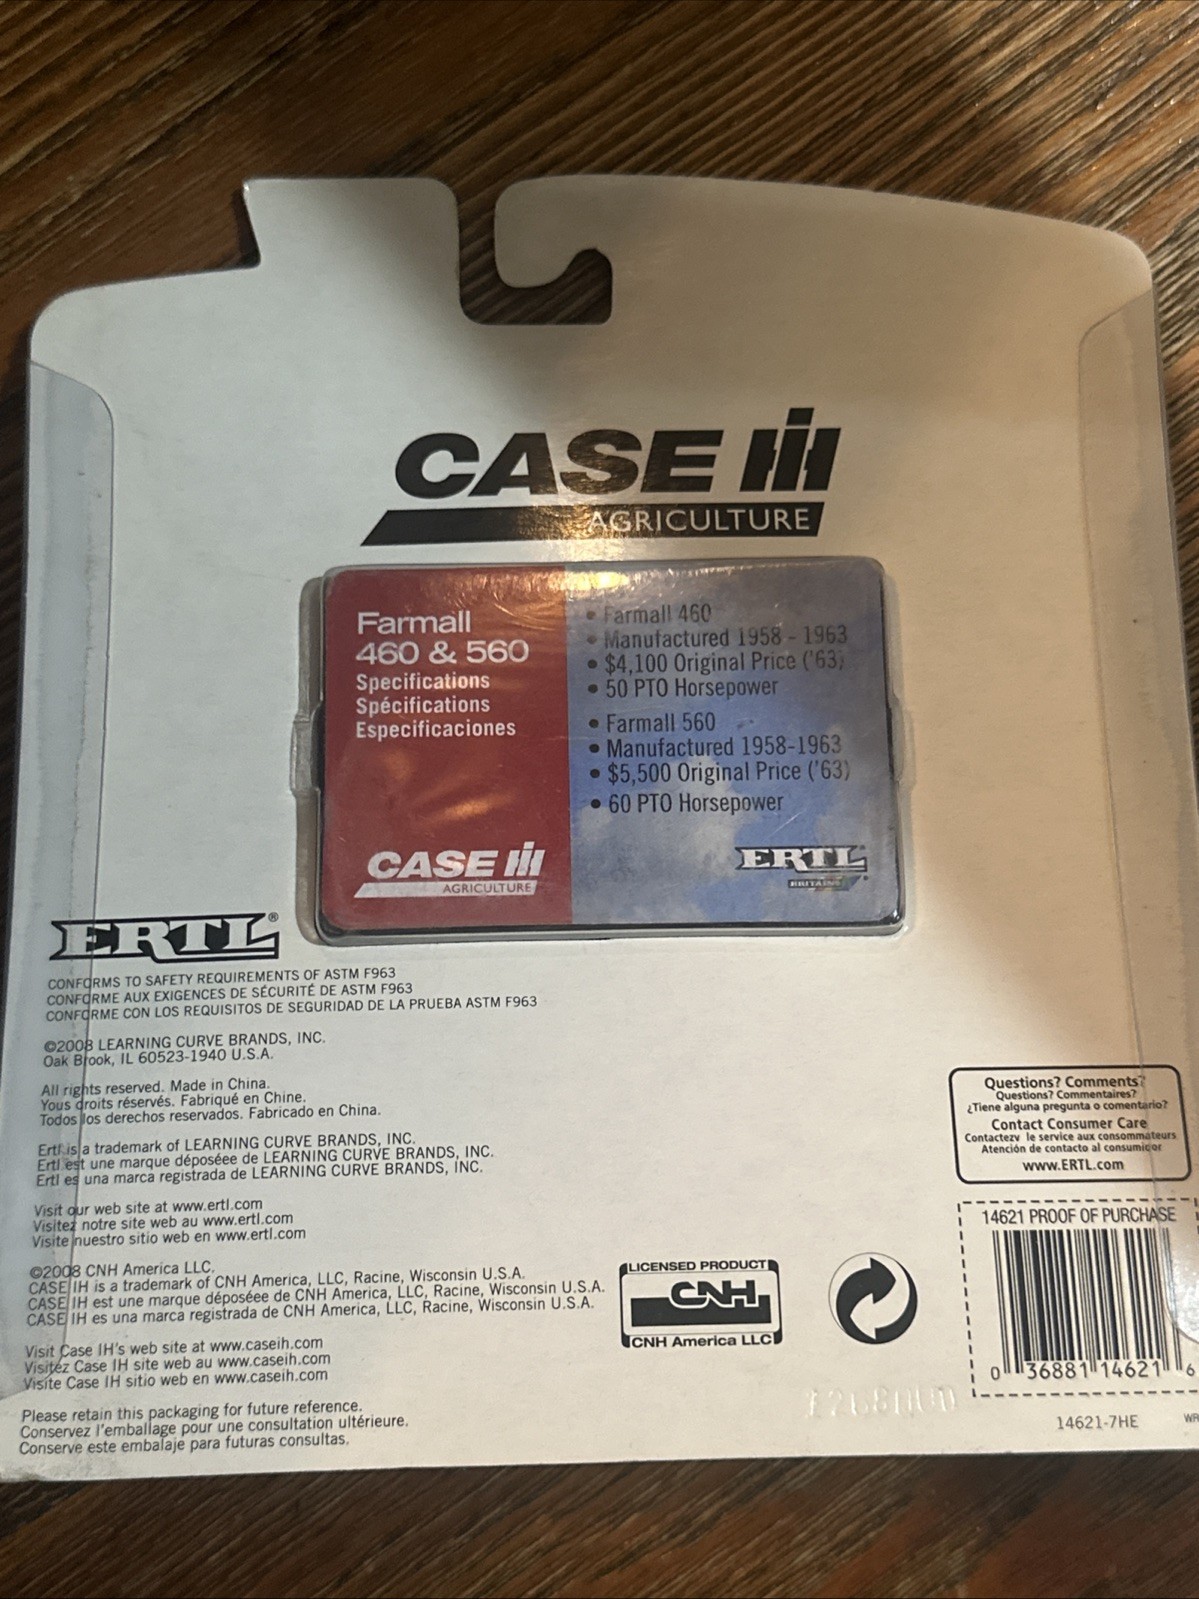 CASE IH
AGRICULTURE
Farmall
460 & 560
Specifications
Spécifications
Especificaciones
• Farmall 460
• Manufactured 1958 - 1963
• $4,100 Original Price ('63)
• 50 PTO Horsepower
• Farmall 560
• Manufactured 1958-1963
• $5,500 Original Price ('63)
• 60 PTO Horsepower
CASE IH
AGRICULTURE
ERTL
BRITAINS
ERTL®
CONFORMS TO SAFETY REQUIREMENTS OF ASTM F963
CONFORME AUX EXIGENCES DE SÉCURITÉ DE ASTM F963
CONFORME CON LOS REQUISITOS DE SEGURIDAD DE LA PRUEBA ASTM F963
©2008 LEARNING CURVE BRANDS, INC.
Oak Brook, IL 60523-1940 U.S.A.
All rights reserved. Made in China.
Yous droits réservés. Fabriqué en Chine.
Todos los derechos reservados. Fabricado en China.
Ertl is a trademark of LEARNING CURVE BRANDS, INC.
Ertl est une marque déposéee de LEARNING CURVE BRANDS, INC.
Ertl es una marca registrada de LEARNING CURVE BRANDS, INC.
Visit our web site at www.ertl.com
Visitez notre site web au www.ertl.com
Visite nuestro sitio web en www.ertl.com
©2008 CNH America LLC.
CASE IH is a trademark of CNH America, LLC, Racine, Wisconsin U.S.A.
CASE IH est une marque déposéee de CNH America, LLC, Racine, Wisconsin U.S.A.
CASE IH es una marca registrada de CNH America, LLC, Racine, Wisconsin U.S.A.
Visit Case IH's web site at www.caseih.com
Visitez Case IH site web au www.caseih.com
Visite Case IH sitio web en www.caseih.com
Please retain this packaging for future reference.
Conservez l'emballage pour une consultation ultérieure.
Conserve este embalaje para futuras consultas.
LICENSED PRODUCT
CNH
CNH America LLC
Questions? Comments?
Questions? Commentaires?
¿Tiene alguna pregunta o comentario?
Contact Consumer Care
Contactezv le service aux consommateurs
Atención de contacto al consumidor
www.ERTL.com
14621 PROOF OF PURCHASE
0 36881 14621 6
14621-7HE